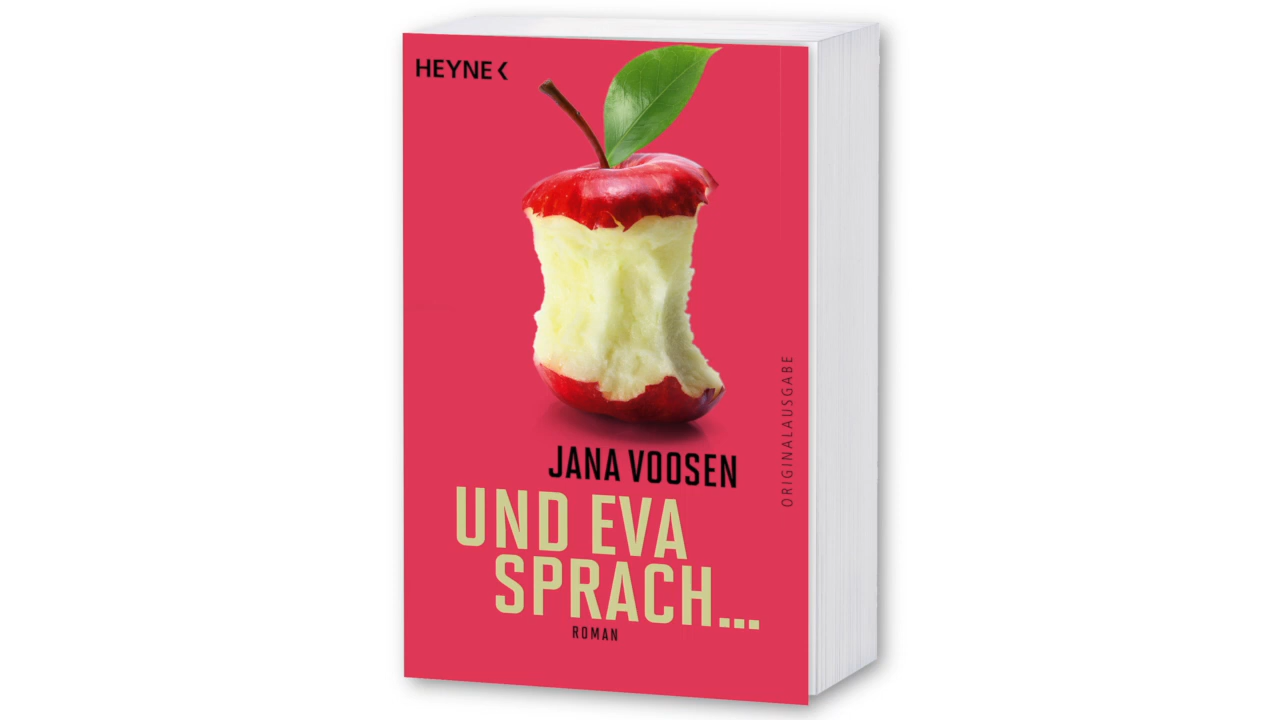 HEYNE <
ORIGINALAUSGABE
JANA VOOSEN
UND EVA
SPRACH...
ROMAN